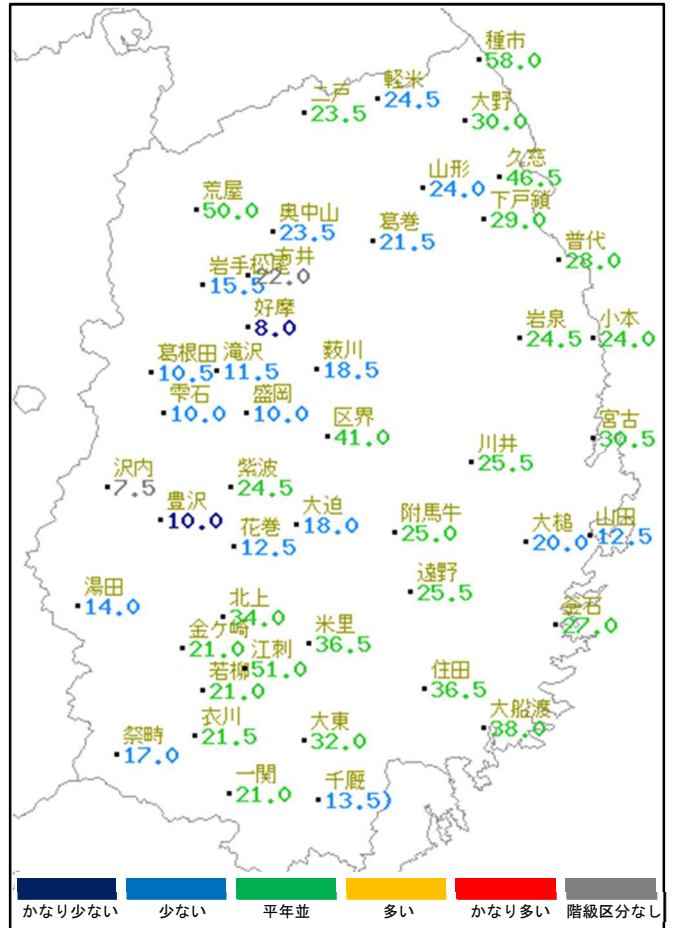 種市
58.0
軽米
24.5
二戸
23.5
大野
30.0
久慈
46.5
山形
24.0
荒屋
50.0
下戸鎖
29.0
奥中山
23.5
葛巻
21.5
普代
28.0
22.0
岩手松尾
15.5
好摩
8.0
岩泉
24.5
小本
24.0
葛根田
10.5
滝沢
11.5
薮川
18.5
雫石
10.0
盛岡
10.0
区界
41.0
宮古
30.5
川井
25.5
沢内
7.5
紫波
24.5
豊沢
10.0
大迫
18.0
附馬牛
25.0
大槌
20.0
山田
12.5
花巻
12.5
遠野
25.5
湯田
14.0
北上
34.0
釜石
27.0
金ケ崎
21.0
米里
36.5
江刺
51.0
若柳
21.0
住田
36.5
衣川
21.5
大東
32.0
大船渡
38.0
祭畤
17.0
一関
21.0
千厩
13.5)
かなり少ない 少ない 平年並 多い かなり多い 階級区分なし